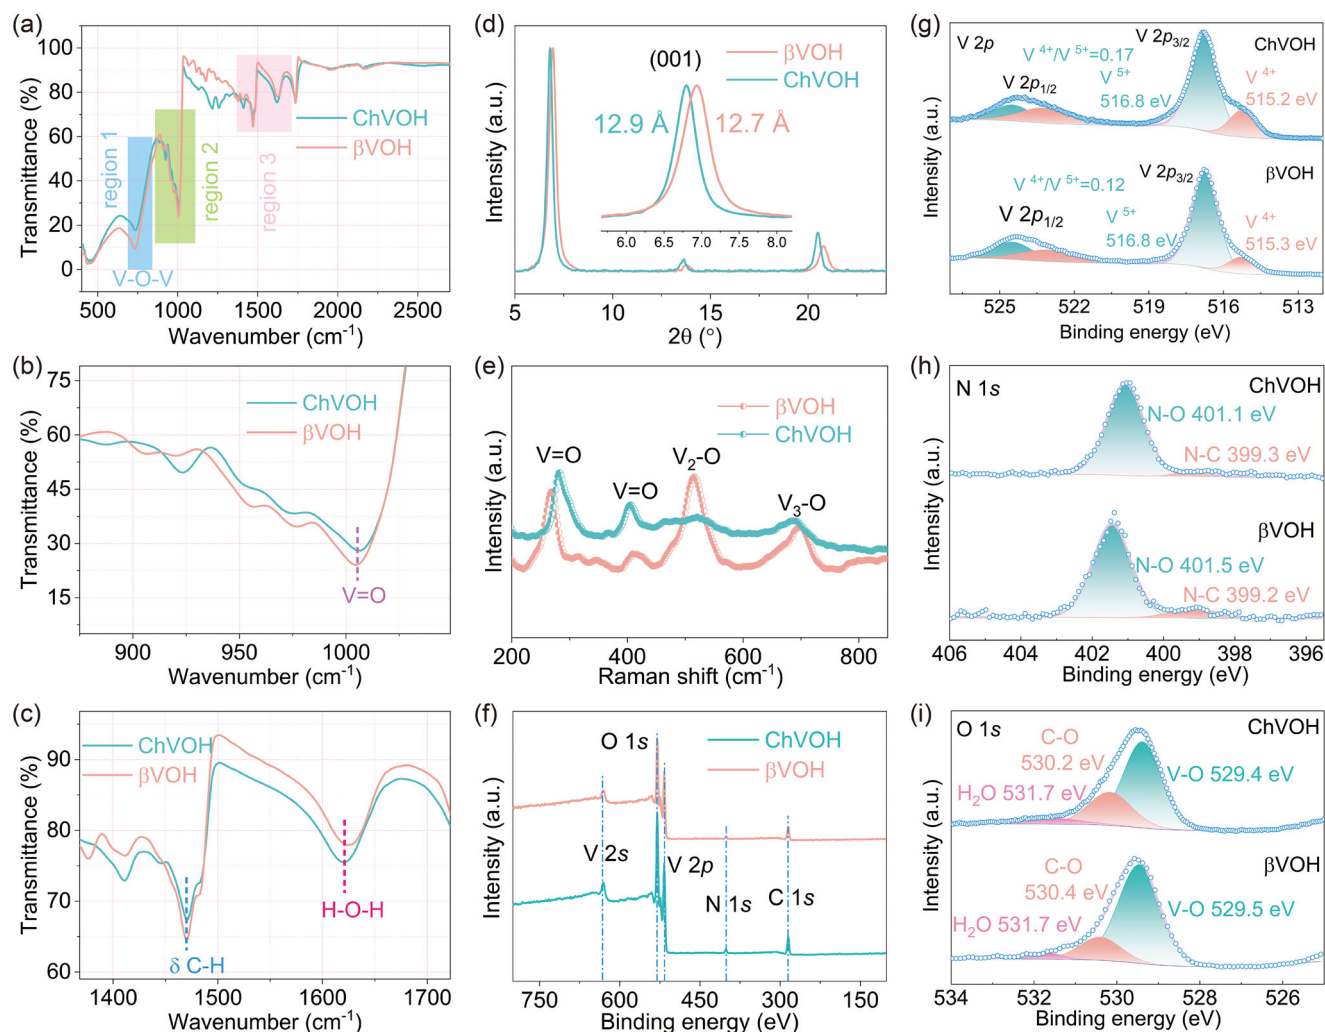 (a)
Transmittance (%)
100
80
60
40
20
0
region 1
region 2
region 3
ChVOH
βVOH
V-O-V
500 1000 1500 2000 2500
Wavenumber (cm⁻¹)
(b)
Transmittance (%)
75
60
45
30
15
ChVOH
βVOH
V=O
900 950 1000
Wavenumber (cm⁻¹)
(c)
Transmittance (%)
90
80
70
60
ChVOH
βVOH
H-O-H
δ C-H
1400 1500 1600 1700
Wavenumber (cm⁻¹)
(d)
Intensity (a.u.)
(001)
βVOH
ChVOH
12.9 Å
12.7 Å
6.0 6.5 7.0 7.5 8.0
5 10 15 20
2θ (°)
(e)
Intensity (a.u.)
βVOH
ChVOH
V=O
V=O
V₂-O
V₃-O
200 400 600 800
Raman shift (cm⁻¹)
(f)
Intensity (a.u.)
ChVOH
βVOH
O 1s
V 2s
V 2p
N 1s
C 1s
750 600 450 300 150
Binding energy (eV)
(g)
Intensity (a.u.)
V 2p
V 2p3/2
ChVOH
V ⁴⁺/V ⁵⁺=0.17
V 2p1/2
V ⁵⁺
516.8 eV
V ⁴⁺
515.2 eV
V 2p3/2
βVOH
V ⁴⁺/V ⁵⁺=0.12
V 2p1/2
V ⁵⁺
516.8 eV
V ⁴⁺
515.3 eV
525 522 519 516 513
Binding energy (eV)
(h)
Intensity (a.u.)
N 1s
ChVOH
N-O 401.1 eV
N-C 399.3 eV
βVOH
N-O 401.5 eV
N-C 399.2 eV
406 404 402 400 398 396
Binding energy (eV)
(i)
Intensity (a.u.)
O 1s
ChVOH
C-O
530.2 eV
V-O 529.4 eV
H₂O 531.7 eV
βVOH
C-O
530.4 eV
V-O 529.5 eV
H₂O 531.7 eV
534 532 530 528 526
Binding energy (eV)